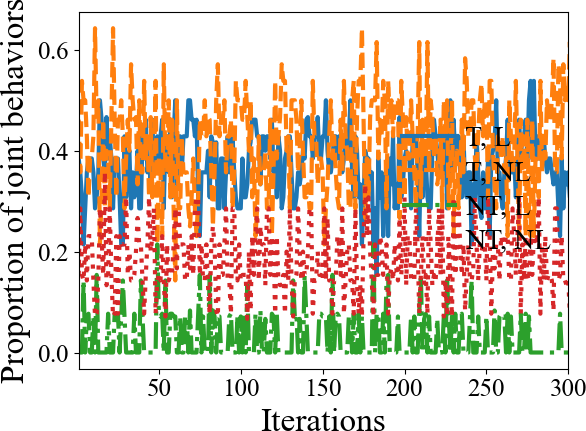 Proportion of joint behaviors
0.6
0.4
0.2
0.0
T, L
T, NL
NT, L
NT, NL
50
100
150
200
250
300
Iterations